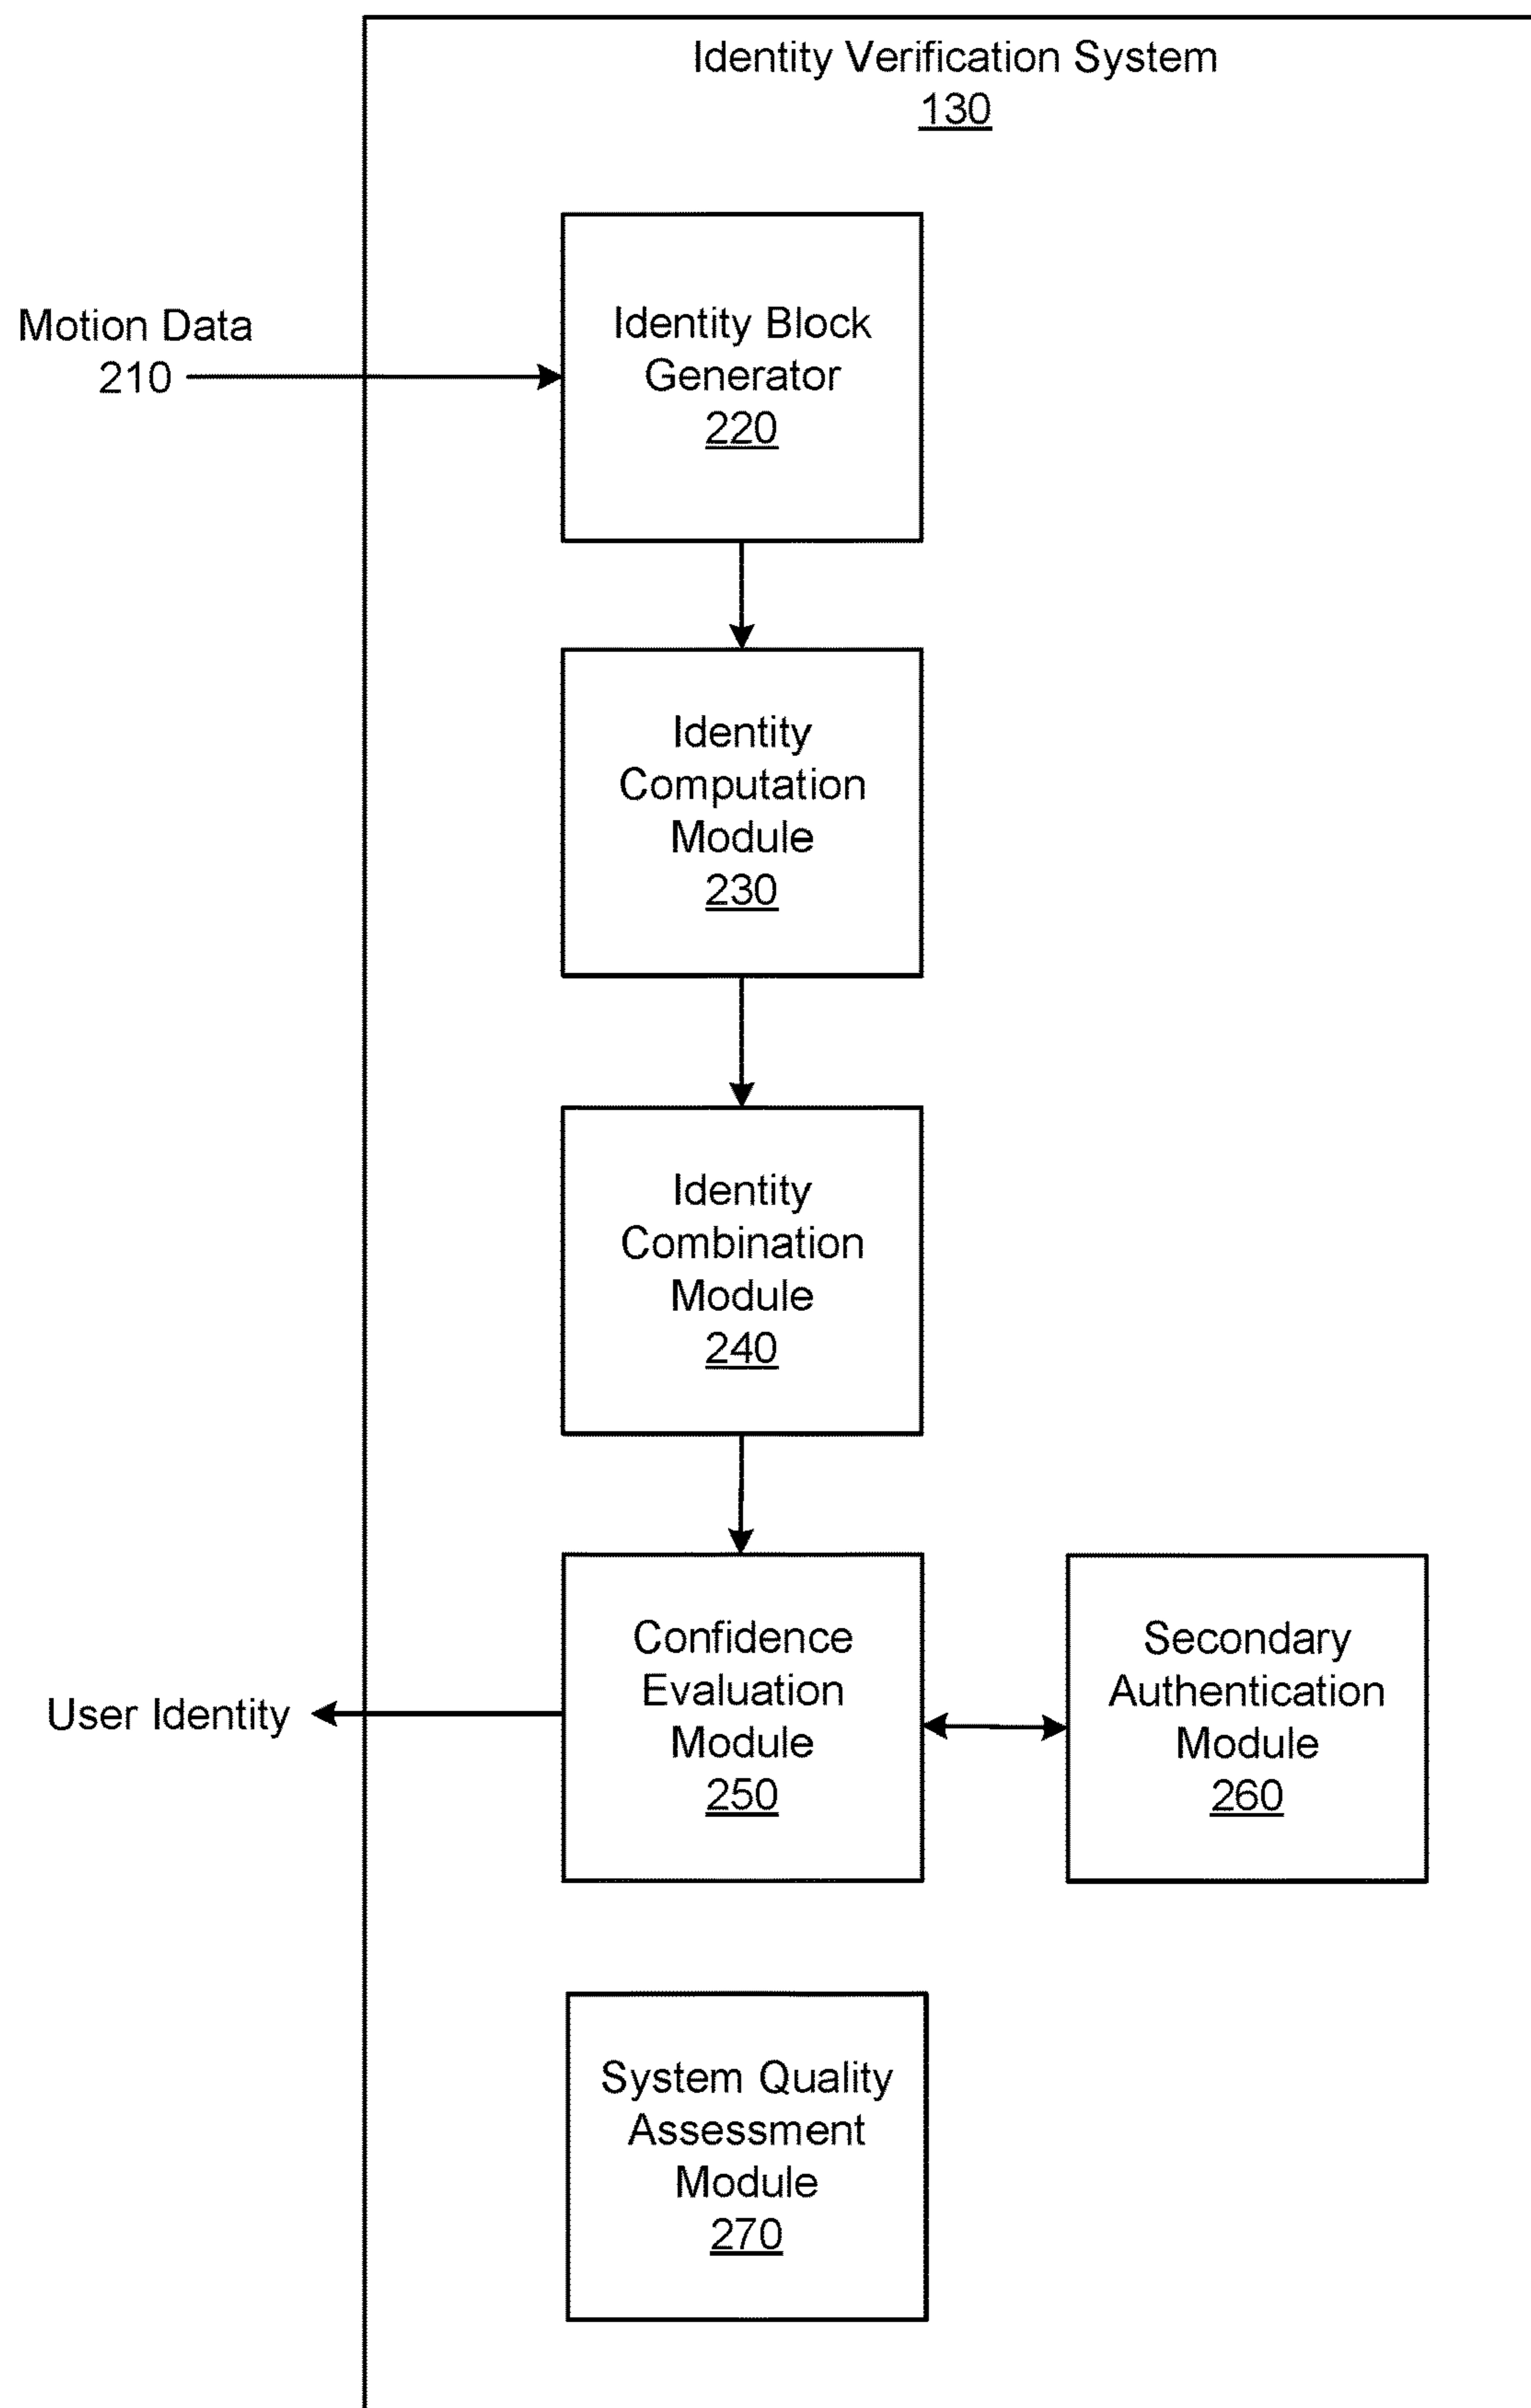 Identity Verification System
130
Motion Data
210
Identity Block
Generator
220
Identity
Computation
Module
230
Identity
Combination
Module
240
User Identity
Confidence
Evaluation
Module
250
Secondary
Authentication
Module
260
System Quality
Assessment
Module
270